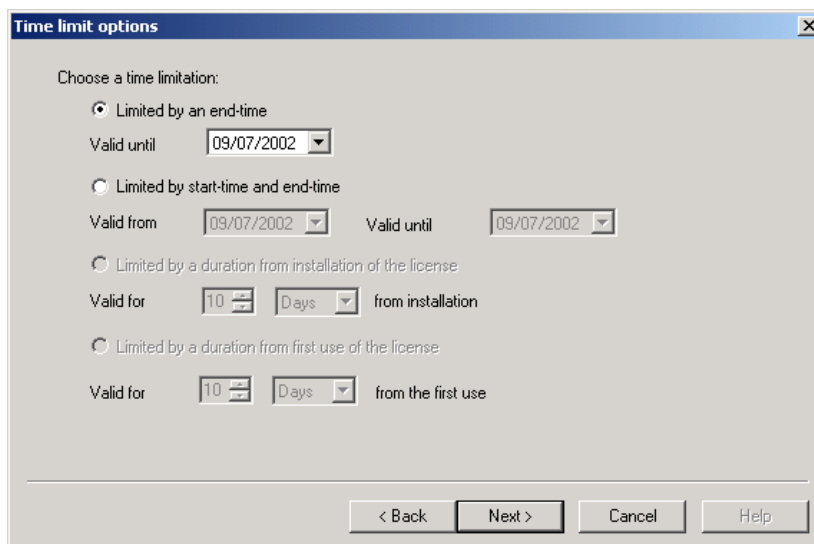 Time limit options
Choose a time limitation:
Limited by an end-time
Valid until 09/07/2002
Limited by start-time and end-time
Valid from 09/07/2002 Valid until 09/07/2002
Limited by a duration from installation of the license
Valid for 10 Days from installation
Limited by a duration from first use of the license
Valid for 10 Days from the first use
< Back Next > Cancel Help